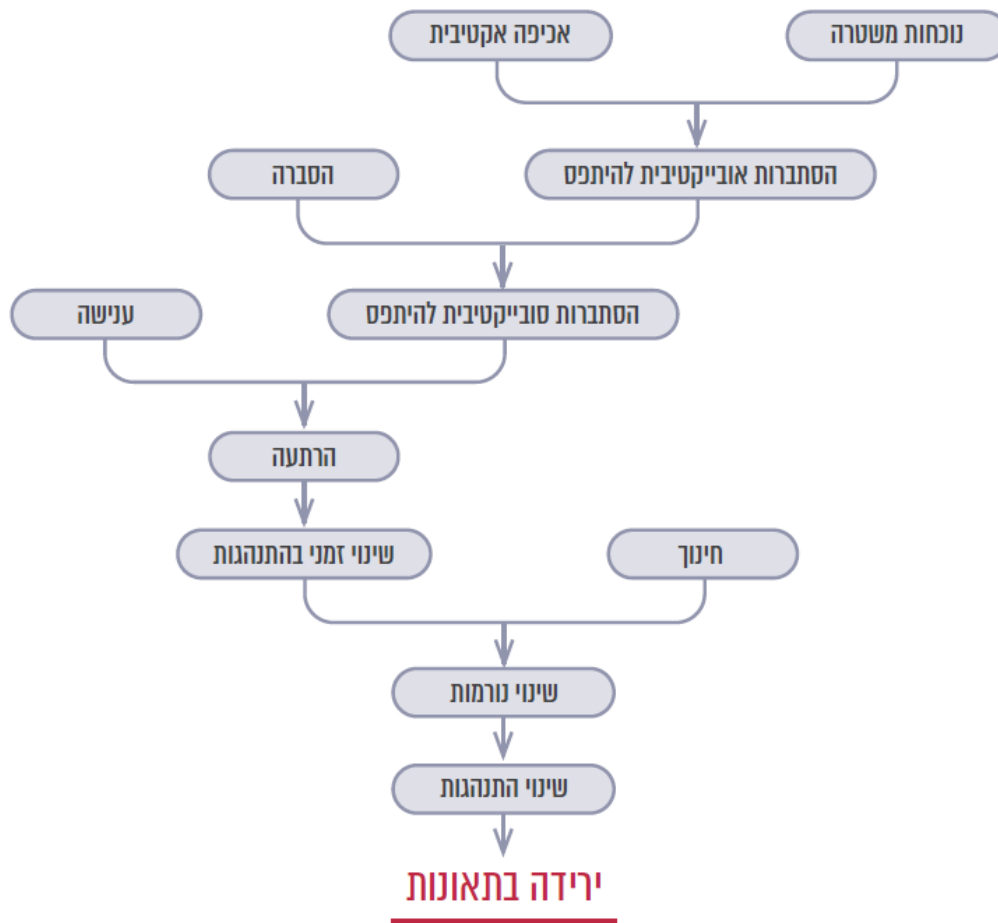 נוכחות משטרה
אכיפה אקטיבית
הסתברות אובייקטיבית להיתפס
הסברה
הסתברות סובייקטיבית להיתפס
ענישה
הרתעה
שינוי זמני בהתנהגות
חינוך
שינוי נורמות
שינוי התנהגות
ירידה בתאונות